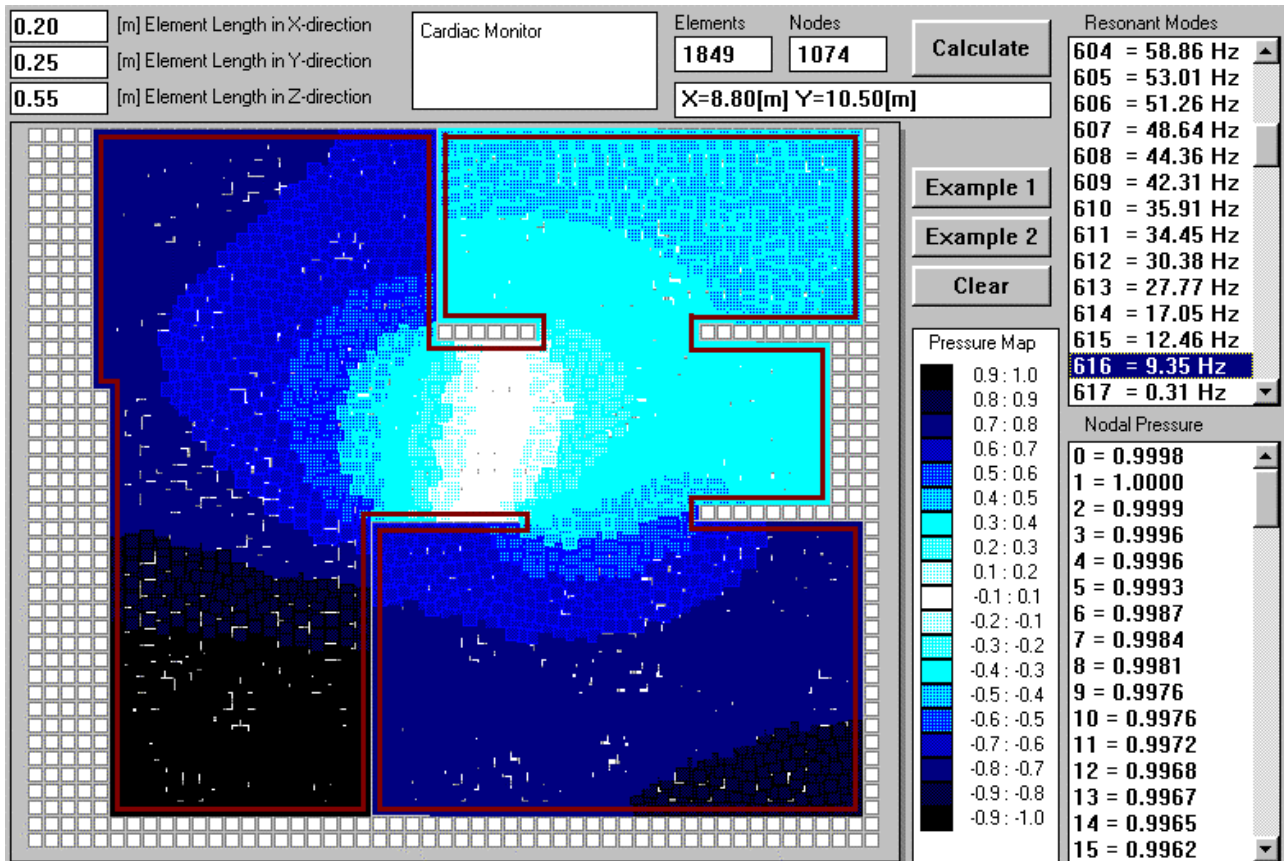 0.20 [m] Element Length in X-direction
0.25 [m] Element Length in Y-direction
0.55 [m] Element Length in Z-direction
Cardiac Monitor
Elements Nodes
1849 1074
Calculate
X=8.80[m] Y=10.50[m]
Example 1
Example 2
Clear
Pressure Map
0.9 : 1.0
0.8 : 0.9
0.7 : 0.8
0.6 : 0.7
0.5 : 0.6
0.4 : 0.5
0.3 : 0.4
0.2 : 0.3
0.1 : 0.2
-0.1 : 0.1
-0.2 : -0.1
-0.3 : -0.2
-0.4 : -0.3
-0.5 : -0.4
-0.6 : -0.5
-0.7 : -0.6
-0.8 : -0.7
-0.9 : -0.8
-0.9 : -1.0
Resonant Modes
604 = 58.86 Hz
605 = 53.01 Hz
606 = 51.26 Hz
607 = 48.64 Hz
608 = 44.36 Hz
609 = 42.31 Hz
610 = 35.91 Hz
611 = 34.45 Hz
612 = 30.38 Hz
613 = 27.77 Hz
614 = 17.05 Hz
615 = 12.46 Hz
616 = 9.35 Hz
617 = 0.31 Hz
Nodal Pressure
0 = 0.9998
1 = 1.0000
2 = 0.9999
3 = 0.9996
4 = 0.9996
5 = 0.9993
6 = 0.9987
7 = 0.9984
8 = 0.9981
9 = 0.9976
10 = 0.9976
11 = 0.9972
12 = 0.9968
13 = 0.9967
14 = 0.9965
15 = 0.9962